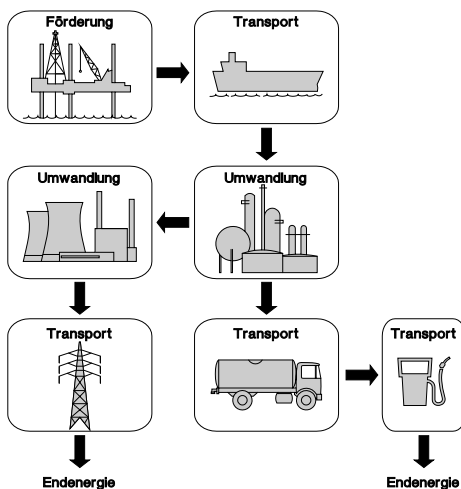 Förderung
Transport
Umwandlung
Umwandlung
Transport
Transport
Transport
Endenergie
Endenergie